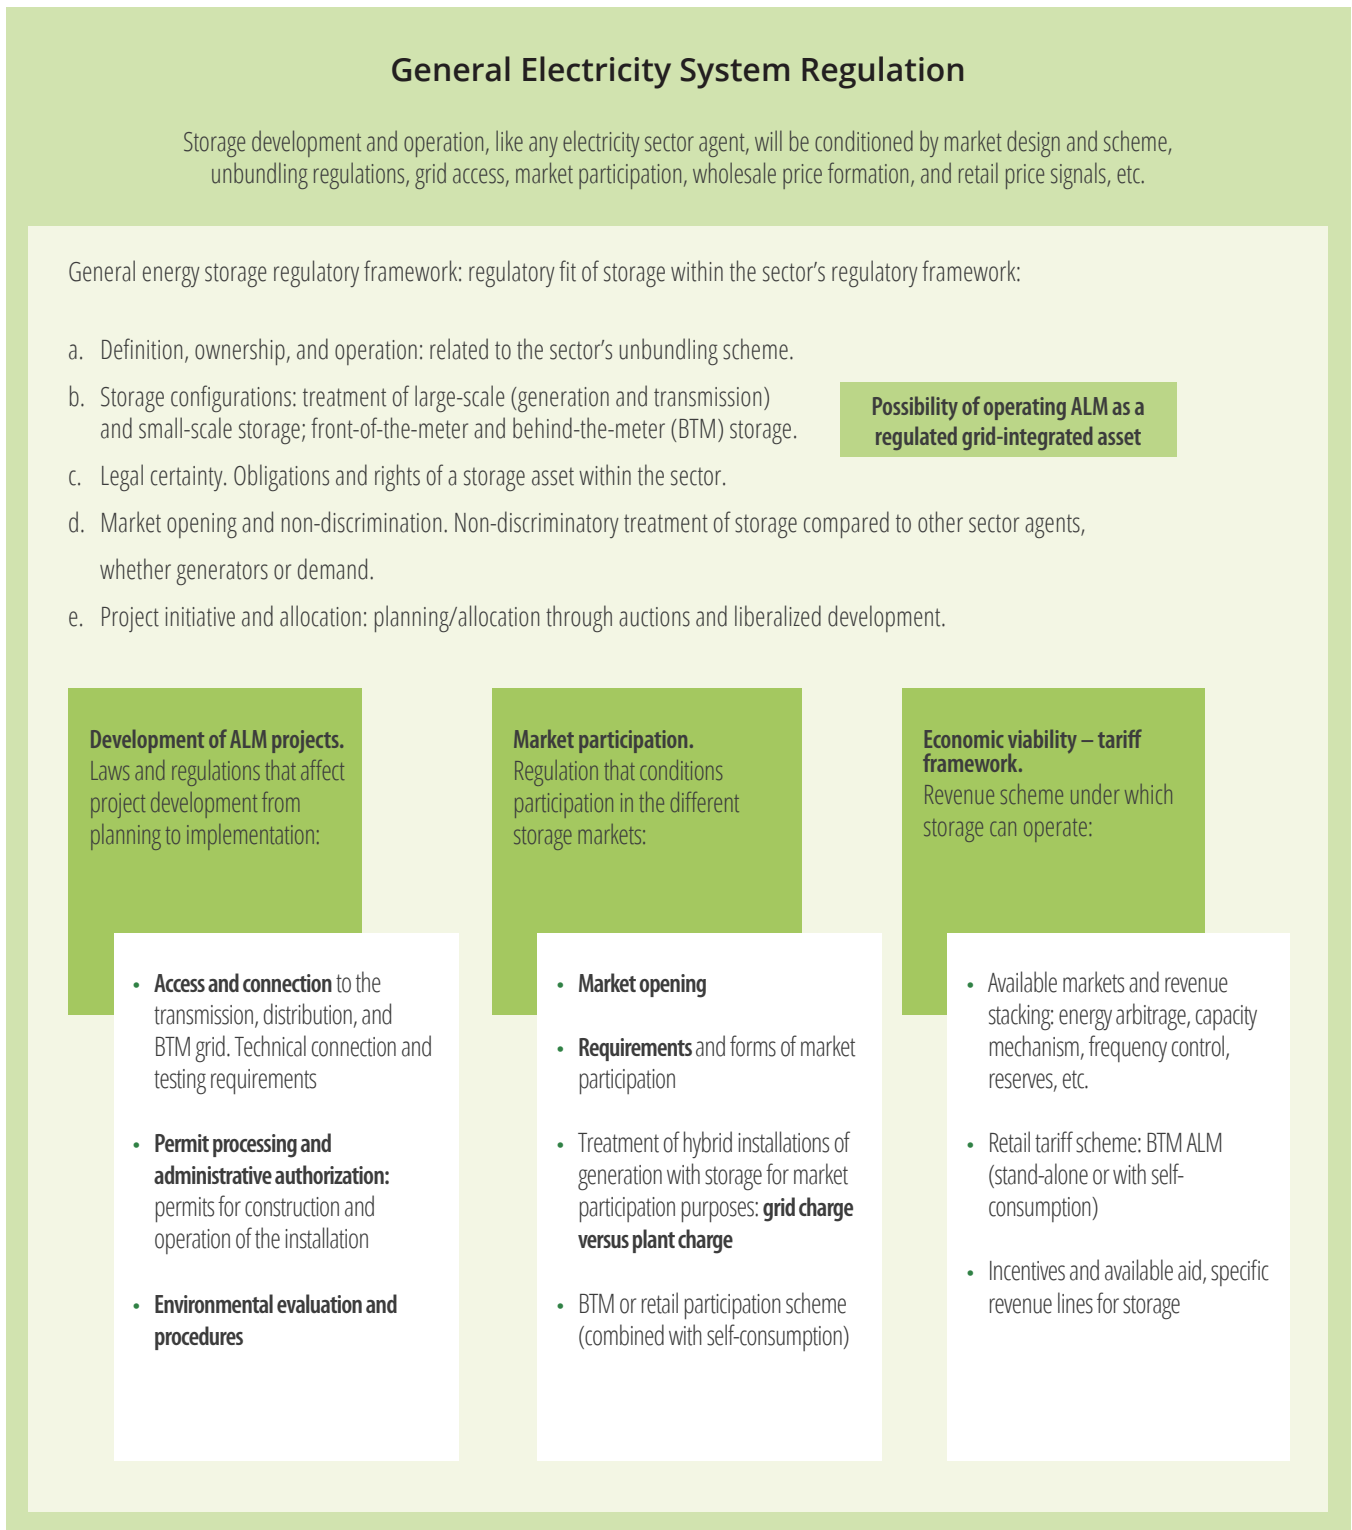 General Electricity System Regulation
Storage development and operation, like any electricity sector agent, will be conditioned by market design and scheme,
unbundling regulations, grid access, market participation, wholesale price formation, and retail price signals, etc.
General energy storage regulatory framework: regulatory fit of storage within the sector’s regulatory framework:
a. Definition, ownership, and operation: related to the sector’s unbundling scheme.
b. Storage configurations: treatment of large-scale (generation and transmission)
and small-scale storage; front-of-the-meter and behind-the-meter (BTM) storage.
Possibility of operating ALM as a
regulated grid-integrated asset
c. Legal certainty. Obligations and rights of a storage asset within the sector.
d. Market opening and non-discrimination. Non-discriminatory treatment of storage compared to other sector agents,
whether generators or demand.
e. Project initiative and allocation: planning/allocation through auctions and liberalized development.
Development of ALM projects.
Laws and regulations that affect
project development from
planning to implementation:
• Access and connection to the
transmission, distribution, and
BTM grid. Technical connection and
testing requirements
• Permit processing and
administrative authorization:
permits for construction and
operation of the installation
• Environmental evaluation and
procedures
Market participation.
Regulation that conditions
participation in the different
storage markets:
• Market opening
• Requirements and forms of market
participation
• Treatment of hybrid installations of
generation with storage for market
participation purposes: grid charge
versus plant charge
• BTM or retail participation scheme
(combined with self-consumption)
Economic viability – tariff
framework.
Revenue scheme under which
storage can operate:
• Available markets and revenue
stacking: energy arbitrage, capacity
mechanism, frequency control,
reserves, etc.
• Retail tariff scheme: BTM ALM
(stand-alone or with self-
consumption)
• Incentives and available aid, specific
revenue lines for storage